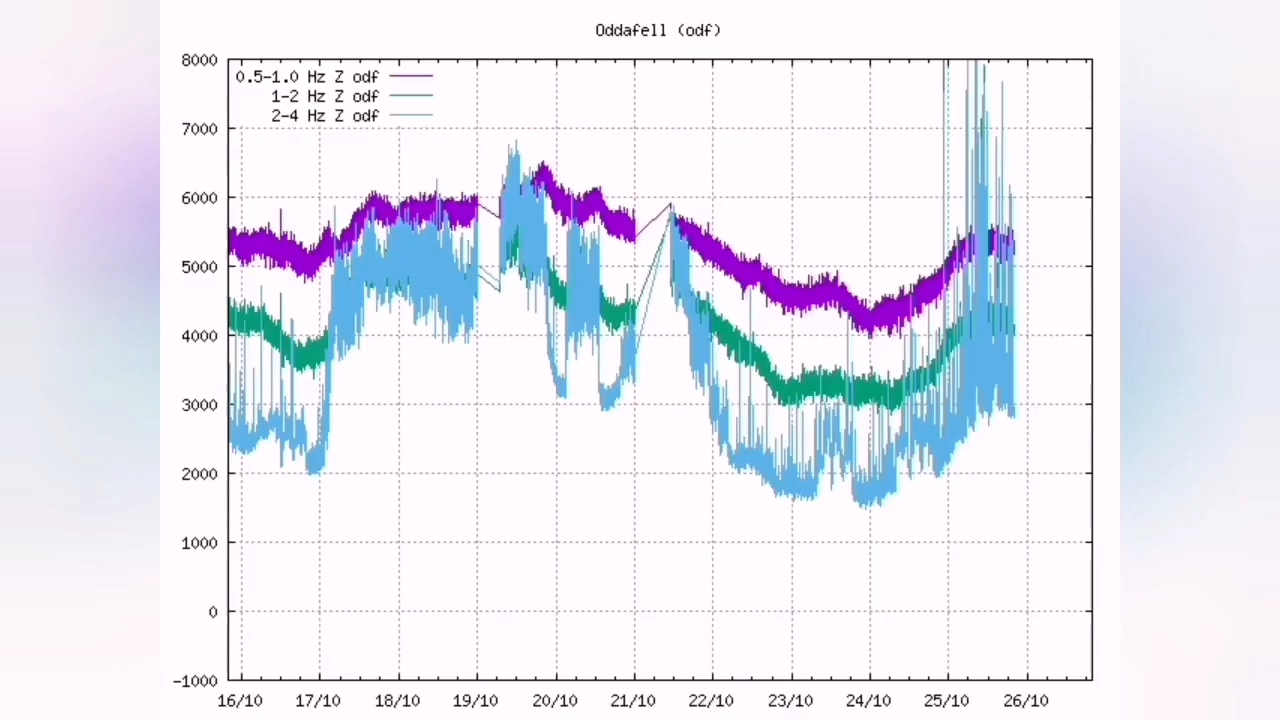 Oddafell (odf)
8000
7000
6000
5000
4000
3000
2000
1000
0
-1000
0.5-1.0 Hz Z odf
1-2 Hz Z odf
2-4 Hz Z odf
16/10 17/10 18/10 19/10 20/10 21/10 22/10 23/10 24/10 25/10 26/10